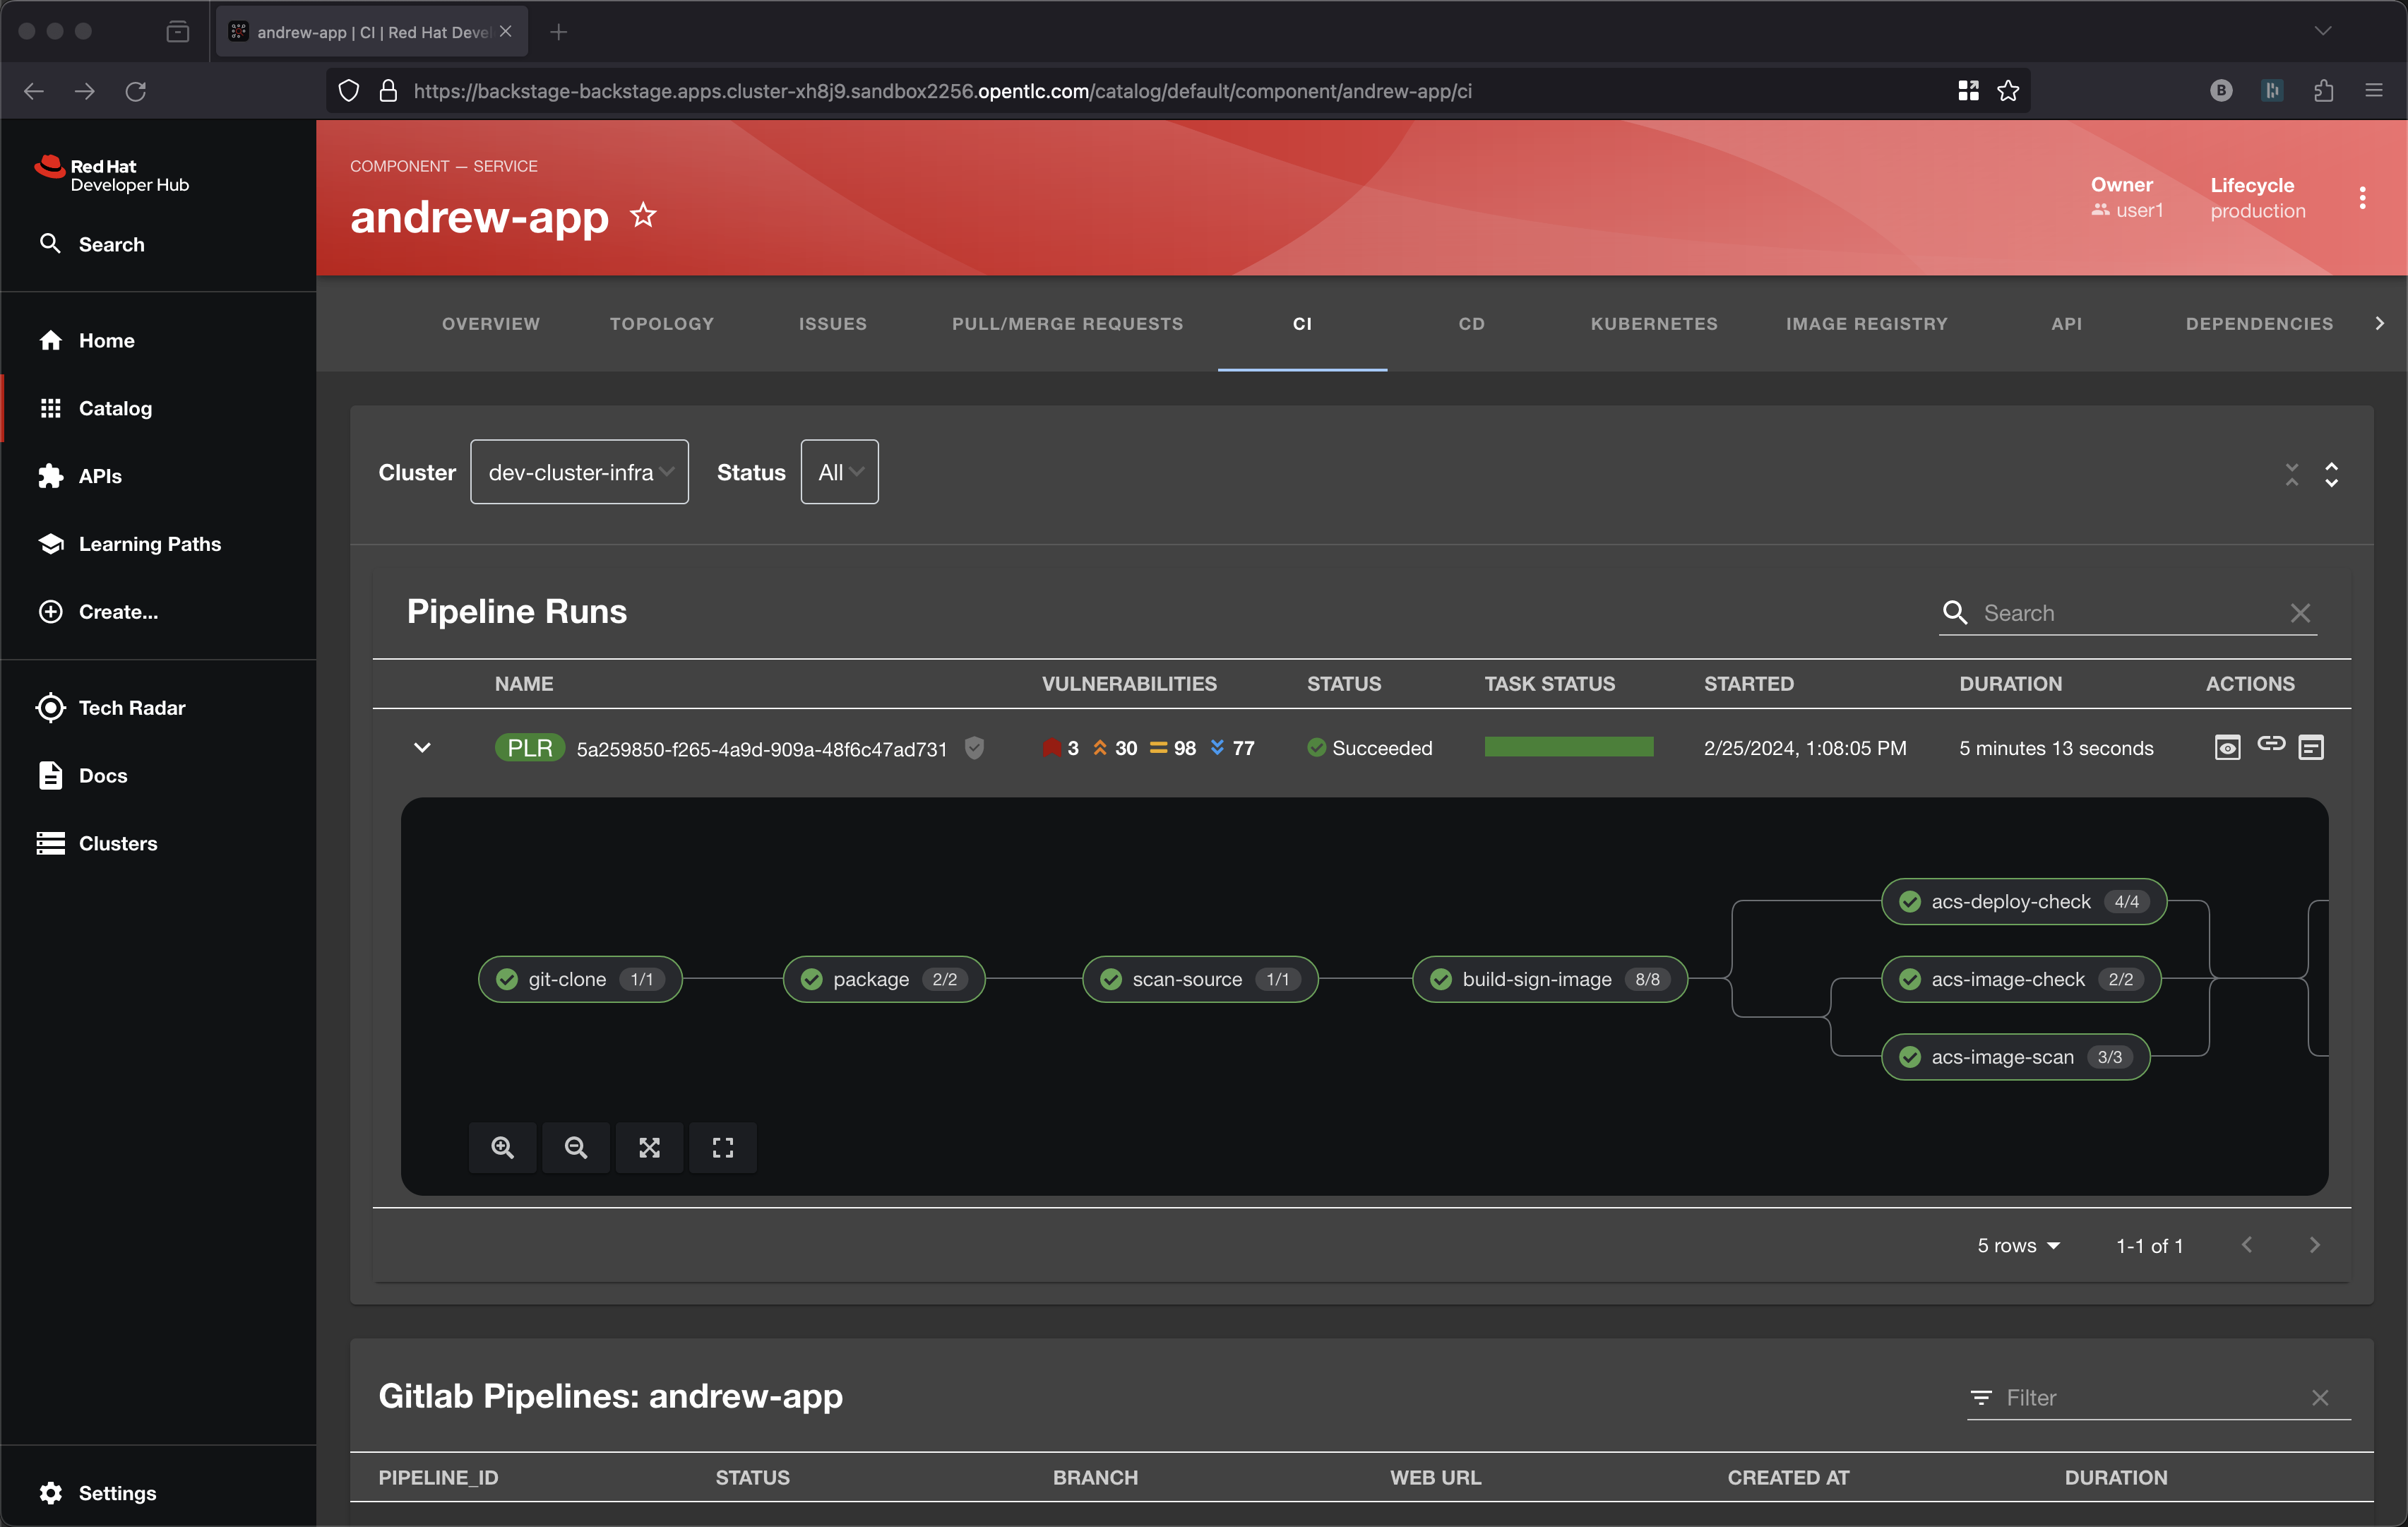 andrew-app | CI | Red Hat Deve
https://backstage-backstage.apps.cluster-xh8j9.sandbox2256.opentlc.com/catalog/default/component/andrew-app/ci
B
Red Hat
Developer Hub
Search
Home
Catalog
APIs
Learning Paths
Create...
Tech Radar
Docs
Clusters
Settings
COMPONENT — SERVICE
andrew-app
Owner
user1
Lifecycle
production
OVERVIEW TOPOLOGY ISSUES PULL/MERGE REQUESTS CI CD KUBERNETES IMAGE REGISTRY API DEPENDENCIES
Cluster dev-cluster-infra Status All
Pipeline Runs
Search
NAME VULNERABILITIES STATUS TASK STATUS STARTED DURATION ACTIONS
PLR 5a259850-f265-4a9d-909a-48f6c47ad731 3 30 98 77 Succeeded 2/25/2024, 1:08:05 PM 5 minutes 13 seconds
git-clone 1/1
package 2/2
scan-source 1/1
build-sign-image 8/8
acs-deploy-check 4/4
acs-image-check 2/2
acs-image-scan 3/3
5 rows 1-1 of 1
Gitlab Pipelines: andrew-app
Filter
PIPELINE_ID STATUS BRANCH WEB URL CREATED AT DURATION